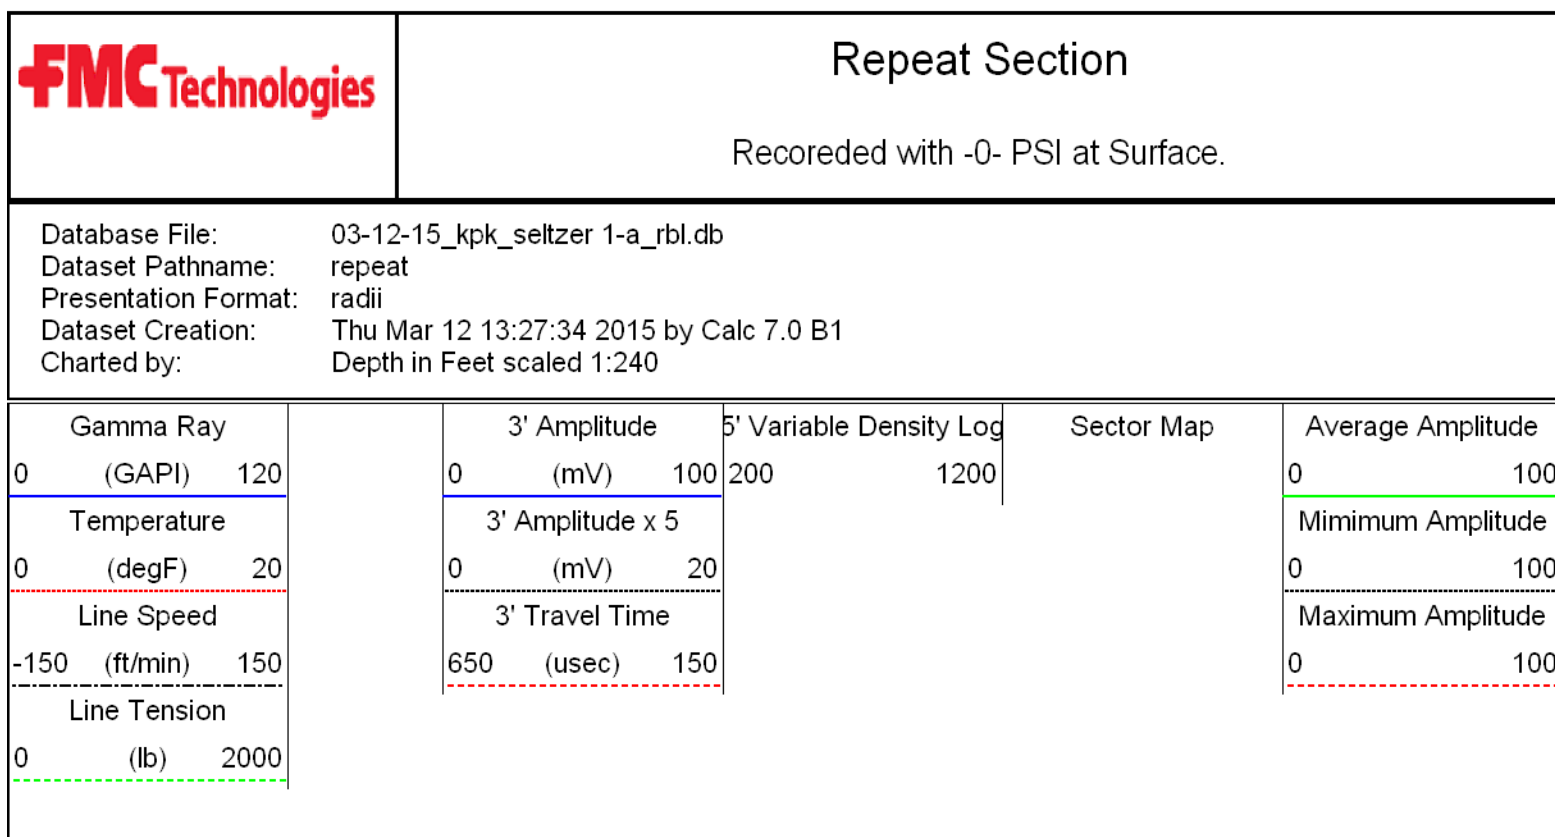 FMC Technologies
Repeat Section
Recoreded with -0- PSI at Surface.
Database File: 03-12-15_kpk_seltzer 1-a_rbl.db
Dataset Pathname: repeat
Presentation Format: radii
Dataset Creation: Thu Mar 12 13:27:34 2015 by Calc 7.0 B1
Charted by: Depth in Feet scaled 1:240
Gamma Ray
0 (GAPI) 120
Temperature
0 (degF) 20
Line Speed
-150 (ft/min) 150
Line Tension
0 (lb) 2000
3' Amplitude
0 (mV) 100
3' Amplitude x 5
0 (mV) 20
3' Travel Time
650 (usec) 150
5' Variable Density Log
200 1200
Sector Map
Average Amplitude
0 100
Mimimum Amplitude
0 100
Maximum Amplitude
0 100